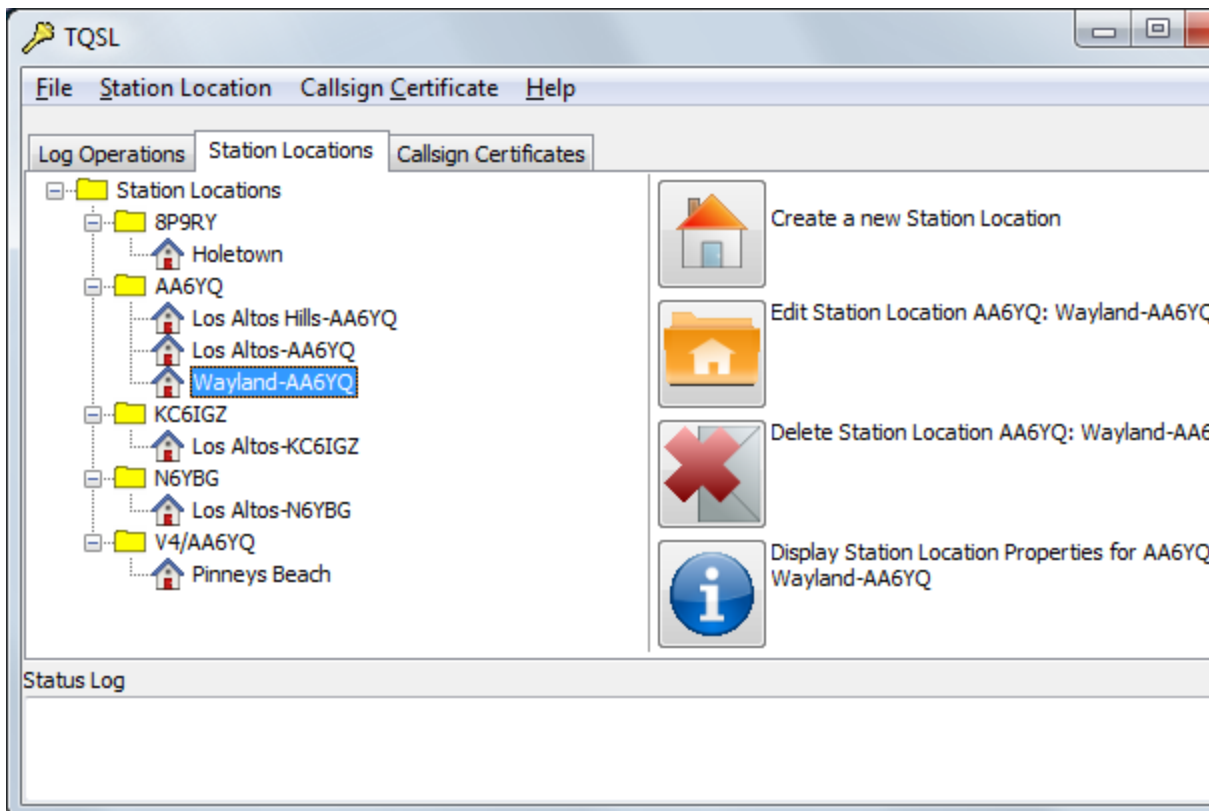 TQSL
File Station Location Callsign Certificate Help
Log Operations Station Locations Callsign Certificates
Station Locations
8P9RY
Holetown
AA6YQ
Los Altos Hills-AA6YQ
Los Altos-AA6YQ
Wayland-AA6YQ
KC6IGZ
Los Altos-KC6IGZ
N6YBG
Los Altos-N6YBG
V4/AA6YQ
Pinneys Beach
Create a new Station Location
Edit Station Location AA6YQ: Wayland-AA6YQ
Delete Station Location AA6YQ: Wayland-AA6
Display Station Location Properties for AA6YQ
Wayland-AA6YQ
Status Log